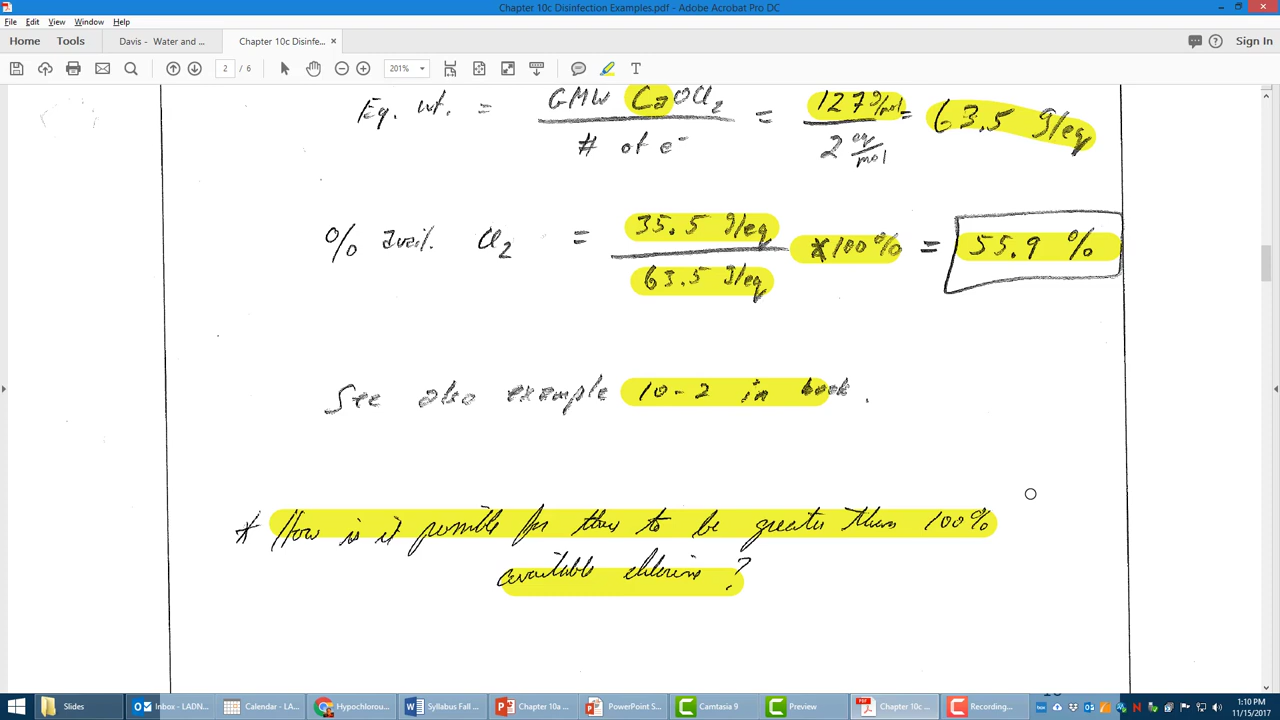 Chapter 10c Disinfection Examples.pdf - Adobe Acrobat Pro DC
File Edit View Window Help
Home Tools Davis - Water and ... Chapter 10c Disinfe... × Sign In
2 / 6 201%
Eq. wt. = GMW CaOCl2 / # of e- = 127 g/mol / 2 eq/mol = 63.5 g/eq
% Avail. Cl2 = 35.5 g/eq / 63.5 g/eq *100% = 55.9 %
See also example 10-2 in book.
* How is it possible for there to be greater than 100%
available chlorine?
Slides Inbox - LADN... Calendar - LA... Hypochlorou... Syllabus Fall ... Chapter 10a ... PowerPoint S... Camtasia 9 Preview Chapter 10c ... Recording... 1:10 PM
11/15/2017